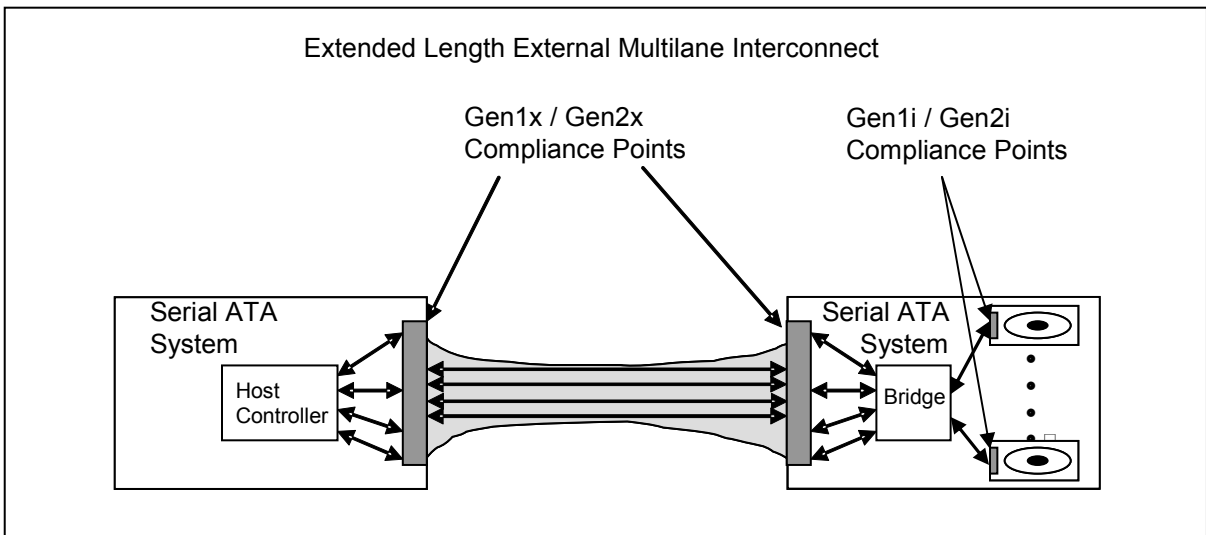 Extended Length External Multilane Interconnect
Gen1x / Gen2x
Compliance Points
Gen1i / Gen2i
Compliance Points
Serial ATA
System
Host
Controller
Serial ATA
System
Bridge